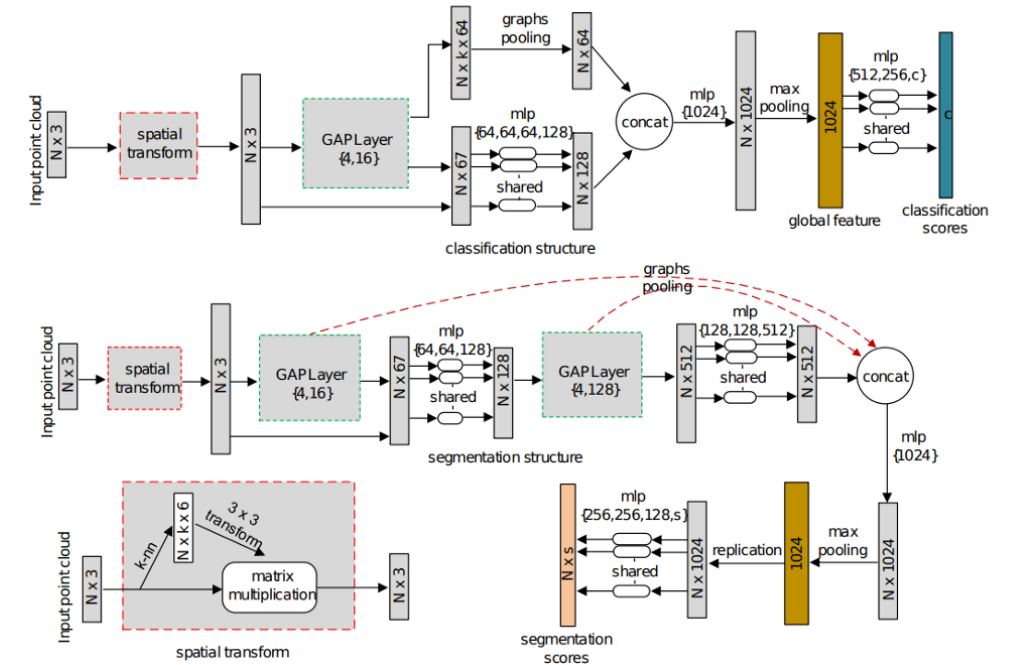 Input point cloud
N x 3
spatial
transform
N x 3
GAPLayer
{4,16}
N x k x 64
graphs
pooling
N x 64
N x 67
mlp
{64,64,64,128}
shared
N x 128
concat
mlp
{1024}
N x 1024
max
pooling
1024
global feature
mlp
{512,256,c}
shared
c
classification
scores
classification structure
Input point cloud
N x 3
spatial
transform
N x 3
GAPLayer
{4,16}
N x 67
mlp
{64,64,128}
shared
N x 128
GAPLayer
{4,128}
graphs
pooling
N x 512
mlp
{128,128,512}
shared
N x 512
concat
segmentation structure
mlp
{1024}
N x 1024
max
pooling
1024
replication
N x 1024
mlp
{256,256,128,s}
shared
N x s
segmentation
scores
Input point cloud
N x 3
k-nn
N x k x 6
3 x 3
transform
matrix
multiplication
N x 3
spatial transform